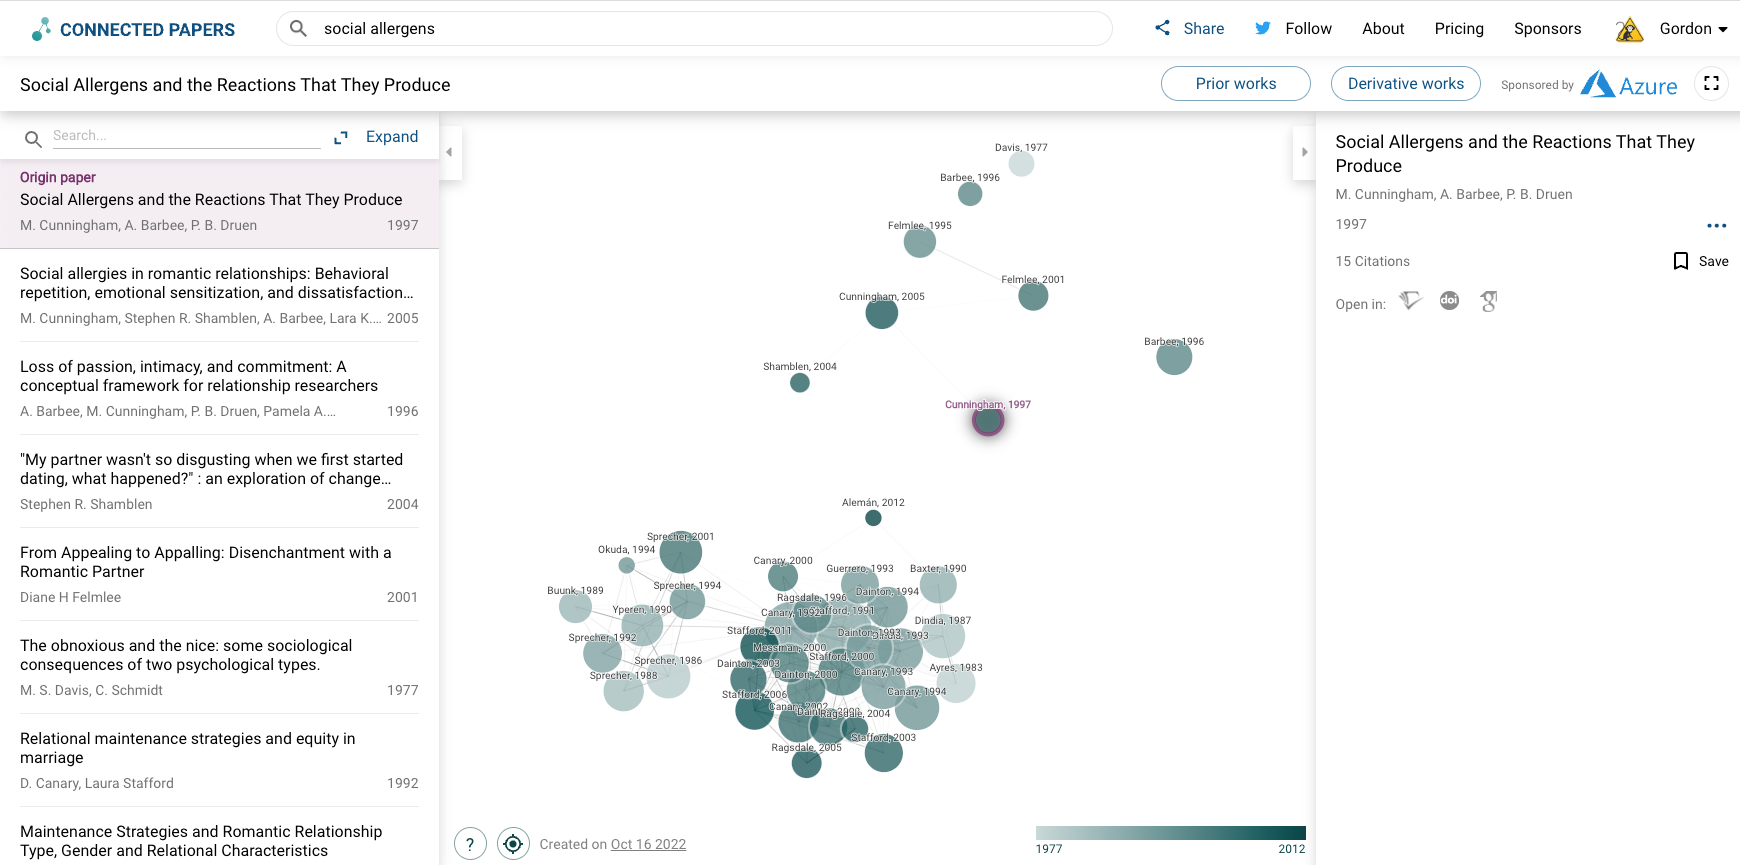 CONNECTED PAPERS
social allergens
Share
Follow
About
Pricing
Sponsors
Gordon
Social Allergens and the Reactions That They Produce
Prior works
Derivative works
Sponsored by
Azure
Search...
Expand
Origin paper
Social Allergens and the Reactions That They Produce
M. Cunningham, A. Barbee, P. B. Druen 1997
Social allergies in romantic relationships: Behavioral
repetition, emotional sensitization, and dissatisfaction...
M. Cunningham, Stephen R. Shamblen, A. Barbee, Lara K.... 2005
Loss of passion, intimacy, and commitment: A
conceptual framework for relationship researchers
A. Barbee, M. Cunningham, P. B. Druen, Pamela A.... 1996
"My partner wasn't so disgusting when we first started
dating, what happened?" : an exploration of change...
Stephen R. Shamblen 2004
From Appealing to Appalling: Disenchantment with a
Romantic Partner
Diane H Felmlee 2001
The obnoxious and the nice: some sociological
consequences of two psychological types.
M. S. Davis, C. Schmidt 1977
Relational maintenance strategies and equity in
marriage
D. Canary, Laura Stafford 1992
Maintenance Strategies and Romantic Relationship
Type, Gender and Relational Characteristics
Davis, 1977
Barbee, 1996
Felmlee, 1995
Felmlee, 2001
Cunningham, 2005
Barbee, 1996
Shamblen, 2004
Cunningham, 1997
Alemán, 2012
Sprecher, 2001
Okuda, 1994
Canary, 2000
Guerrero, 1993
Baxter, 1990
Sprecher, 1994
Buunk, 1989
Dainton, 1994
Ragsdale, 1996
Yperen, 1990
Canary, 1992
Stafford, 1991
Dindia, 1987
Stafford, 2011
Dainton, 1993
Dindia, 1993
Sprecher, 1992
Messman, 2000
Stafford, 2000
Sprecher, 1986
Dainton, 2003
Ayres, 1983
Sprecher, 1988
Dainton, 2000
Canary, 1993
Canary, 1994
Stafford, 2006
Canary, 2002
Ragsdale, 2004
Stafford, 2003
Ragsdale, 2005
?
Created on Oct 16 2022
1977
2012
Social Allergens and the Reactions That They
Produce
M. Cunningham, A. Barbee, P. B. Druen
1997
15 Citations
Save
Open in:
doi